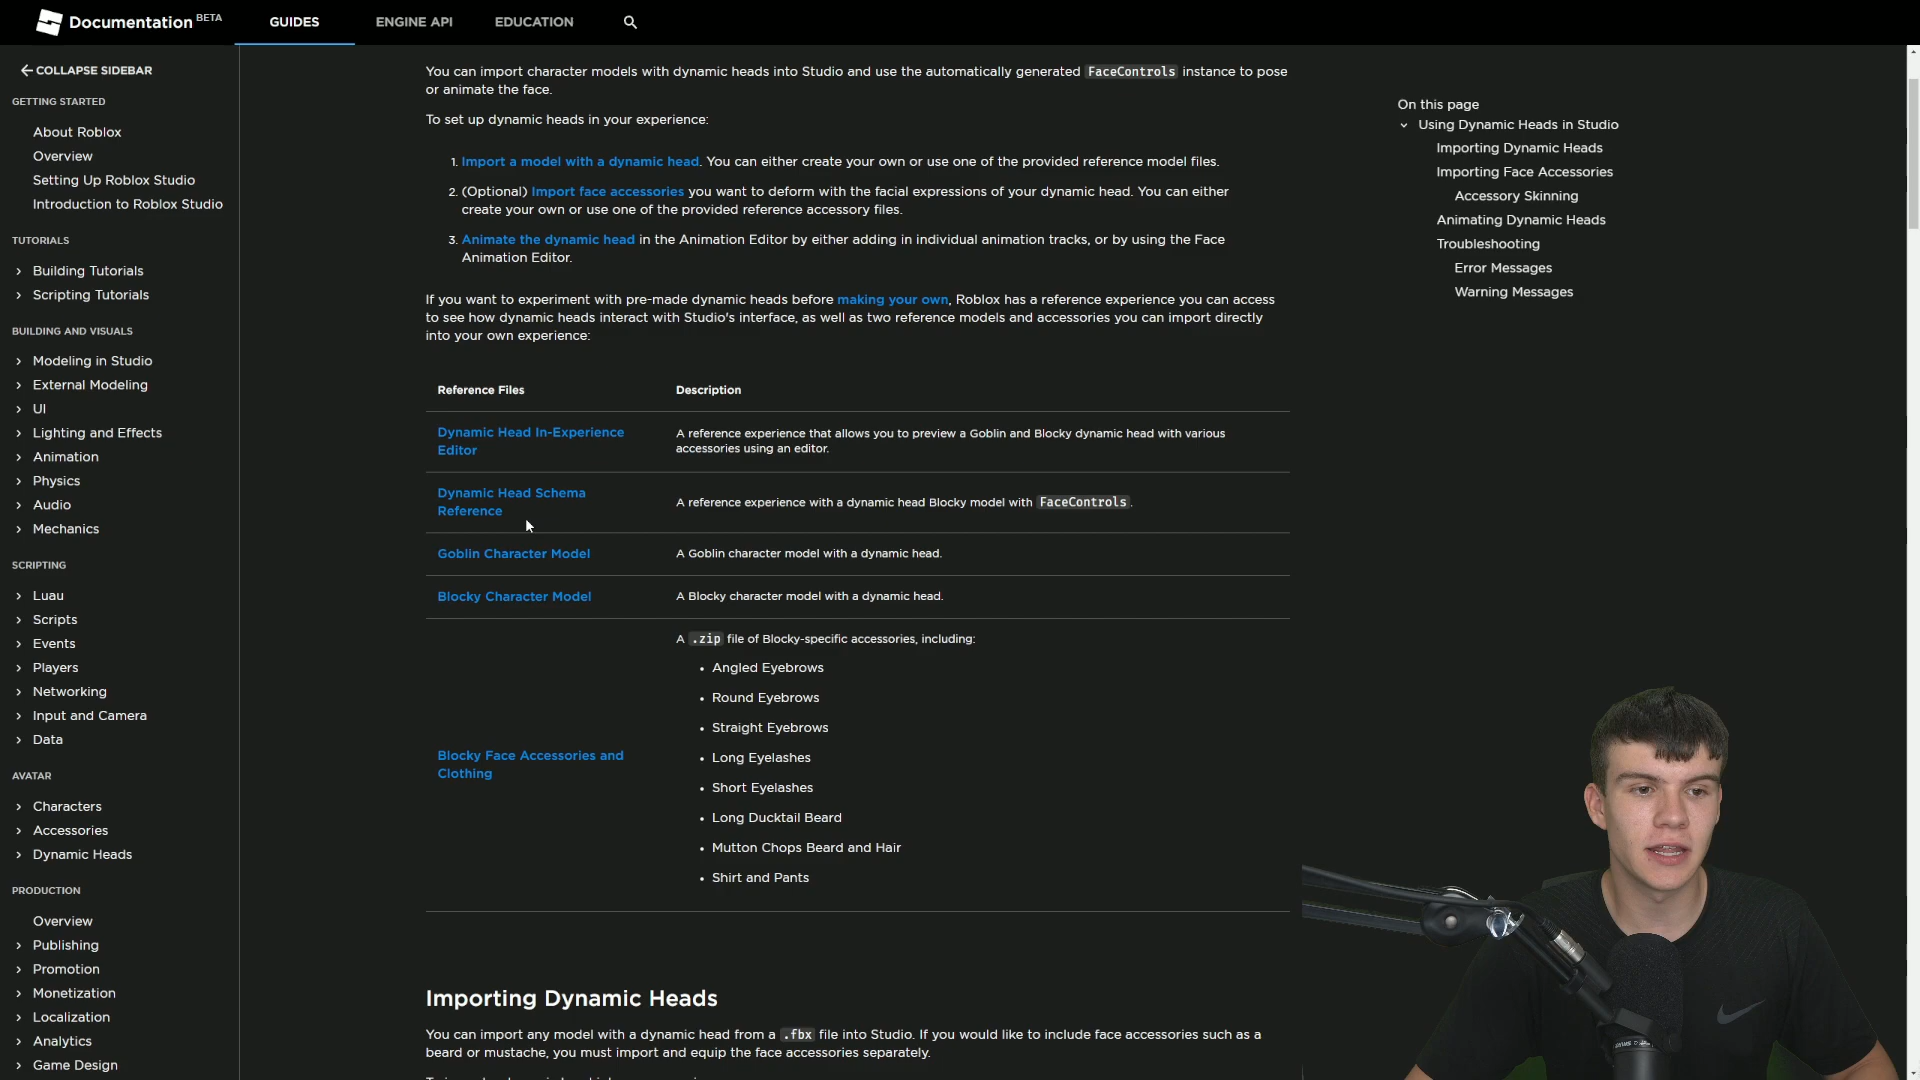 Documentation BETA
GUIDES
ENGINE API
EDUCATION
COLLAPSE SIDEBAR
GETTING STARTED
About Roblox
Overview
Setting Up Roblox Studio
Introduction to Roblox Studio
TUTORIALS
Building Tutorials
Scripting Tutorials
BUILDING AND VISUALS
Modeling in Studio
External Modeling
UI
Lighting and Effects
Animation
Physics
Audio
Mechanics
SCRIPTING
Luau
Scripts
Events
Players
Networking
Input and Camera
Data
AVATAR
Characters
Accessories
Dynamic Heads
PRODUCTION
Overview
Publishing
Promotion
Monetization
Localization
Analytics
Game Design
You can import character models with dynamic heads into Studio and use the automatically generated FaceControls instance to pose
or animate the face.
To set up dynamic heads in your experience:
1. Import a model with a dynamic head. You can either create your own or use one of the provided reference model files.
2. (Optional) Import face accessories you want to deform with the facial expressions of your dynamic head. You can either
create your own or use one of the provided reference accessory files.
3. Animate the dynamic head in the Animation Editor by either adding in individual animation tracks, or by using the Face
Animation Editor.
If you want to experiment with pre-made dynamic heads before making your own, Roblox has a reference experience you can access
to see how dynamic heads interact with Studio's interface, as well as two reference models and accessories you can import directly
into your own experience:
Reference Files
Description
Dynamic Head In-Experience
Editor
A reference experience that allows you to preview a Goblin and Blocky dynamic head with various
accessories using an editor.
Dynamic Head Schema
Reference
A reference experience with a dynamic head Blocky model with FaceControls.
Goblin Character Model
A Goblin character model with a dynamic head.
Blocky Character Model
A Blocky character model with a dynamic head.
Blocky Face Accessories and
Clothing
A .zip file of Blocky-specific accessories, including:
• Angled Eyebrows
• Round Eyebrows
• Straight Eyebrows
• Long Eyelashes
• Short Eyelashes
• Long Ducktail Beard
• Mutton Chops Beard and Hair
• Shirt and Pants
Importing Dynamic Heads
You can import any model with a dynamic head from a .fbx file into Studio. If you would like to include face accessories such as a
beard or mustache, you must import and equip the face accessories separately.
On this page
Using Dynamic Heads in Studio
Importing Dynamic Heads
Importing Face Accessories
Accessory Skinning
Animating Dynamic Heads
Troubleshooting
Error Messages
Warning Messages